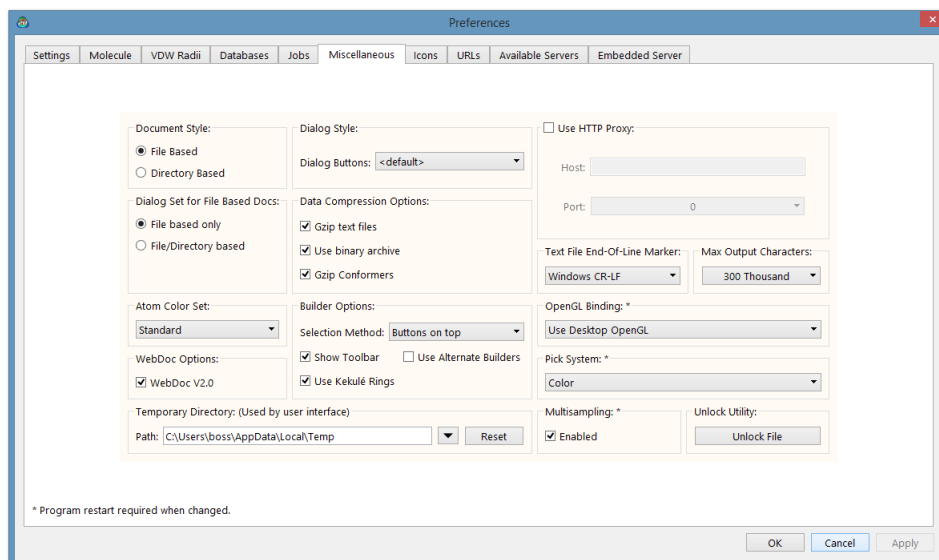 Preferences
Settings
Molecule
VDW Radii
Databases
Jobs
Miscellaneous
Icons
URLs
Available Servers
Embedded Server
Document Style:
File Based
Directory Based
Dialog Style:
Dialog Buttons: <default>
Use HTTP Proxy:
Host:
Port: 0
Dialog Set for File Based Docs:
File based only
File/Directory based
Data Compression Options:
Gzip text files
Use binary archive
Gzip Conformers
Text File End-Of-Line Marker:
Windows CR-LF
Max Output Characters:
300 Thousand
Atom Color Set:
Standard
Builder Options:
Selection Method: Buttons on top
Show Toolbar
Use Alternate Builders
Use Kekulé Rings
OpenGL Binding: *
Use Desktop OpenGL
WebDoc Options:
WebDoc V2.0
Pick System: *
Color
Temporary Directory: (Used by user interface)
Path: C:\Users\boss\AppData\Local\Temp
Reset
Multisampling: *
Enabled
Unlock Utility:
Unlock File
* Program restart required when changed.
OK
Cancel
Apply